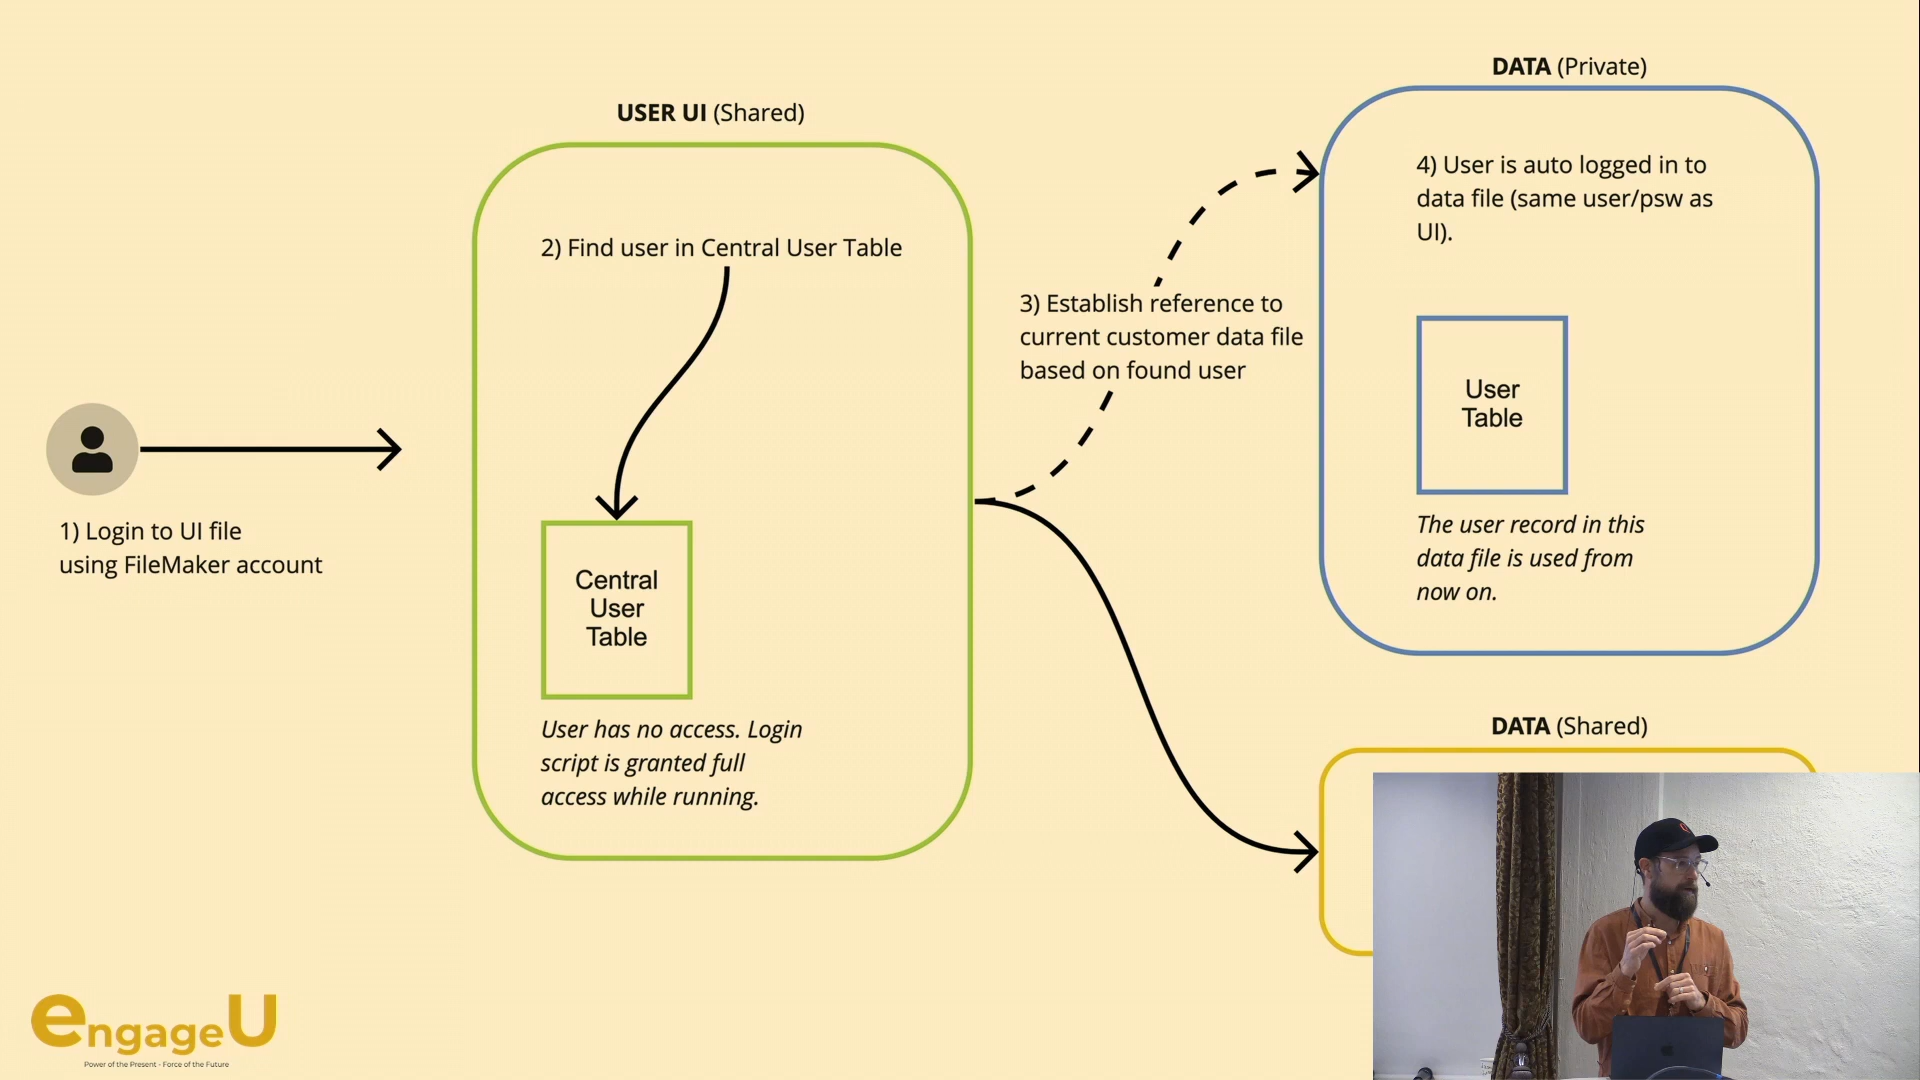 USER UI (Shared)
2) Find user in Central User Table
Central
User
Table
User has no access. Login
script is granted full
access while running.
1) Login to UI file
using FileMaker account
3) Establish reference to
current customer data file
based on found user
DATA (Private)
4) User is auto logged in to
data file (same user/psw as
UI).
User
Table
The user record in this
data file is used from
now on.
DATA (Shared)
engageU
Power of the Present - Force of the Future